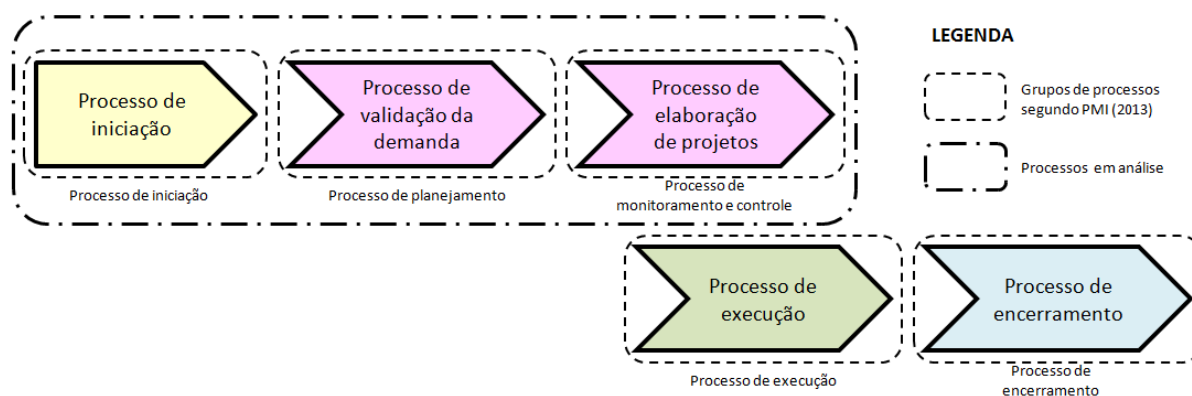 LEGENDA
Processo de
iniciação
Processo de
validação da
demanda
Processo de
elaboração
de projetos
Grupos de processos
segundo PMI (2013)
Processos em análise
Processo de iniciação
Processo de planejamento
Processo de
monitoramento e controle
Processo de
execução
Processo de
encerramento
Processo de execução
Processo de
encerramento